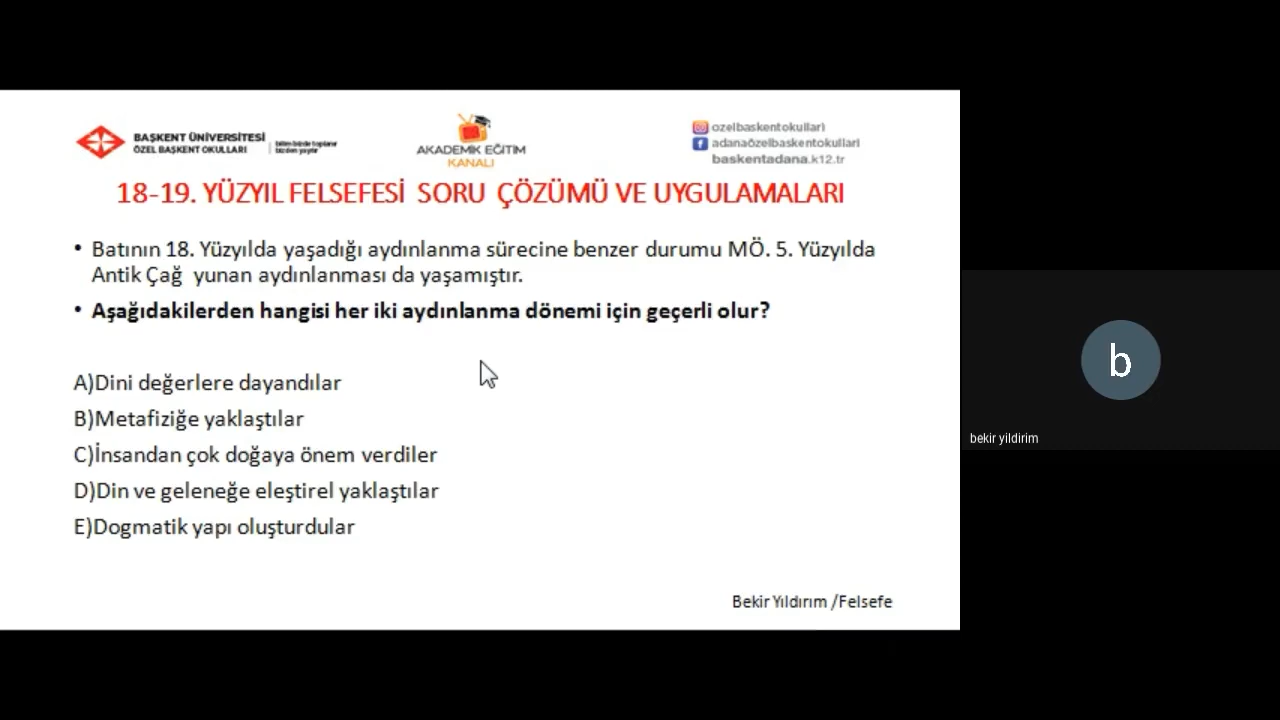 BAŞKENT ÜNİVERSİTESİ
ÖZEL BAŞKENT OKULLARI
AKADEMİK EĞİTİM
KANALI
ozelbaskentokullari
adanaözelbaskentokullari
baskentadana.k12.tr
18-19. YÜZYIL FELSEFESİ SORU ÇÖZÜMÜ VE UYGULAMALARI
• Batının 18. Yüzyılda yaşadığı aydınlanma sürecine benzer durumu MÖ. 5. Yüzyılda
Antik Çağ yunan aydınlanması da yaşamıştır.
• Aşağıdakilerden hangisi her iki aydınlanma dönemi için geçerli olur?
A)Dini değerlere dayandılar
B)Metafiziğe yaklaştılar
C)İnsandan çok doğaya önem verdiler
D)Din ve geleneğe eleştirel yaklaştılar
E)Dogmatik yapı oluşturdular
Bekir Yıldırım /Felsefe
b
bekir yildirim